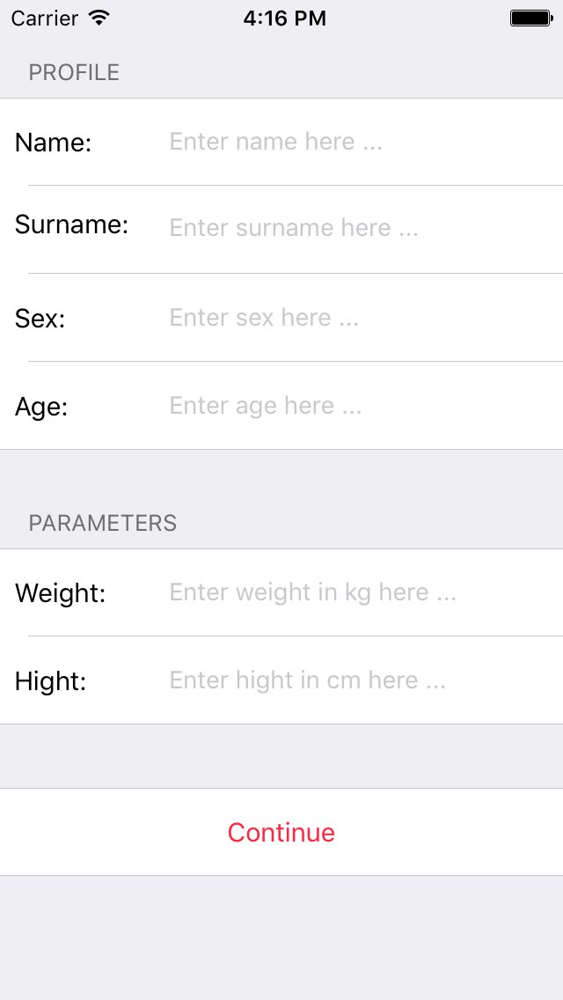 Carrier 4:16 PM
PROFILE
Name: Enter name here ...
Surname: Enter surname here ...
Sex: Enter sex here ...
Age: Enter age here ...
PARAMETERS
Weight: Enter weight in kg here ...
Hight: Enter hight in cm here ...
Continue